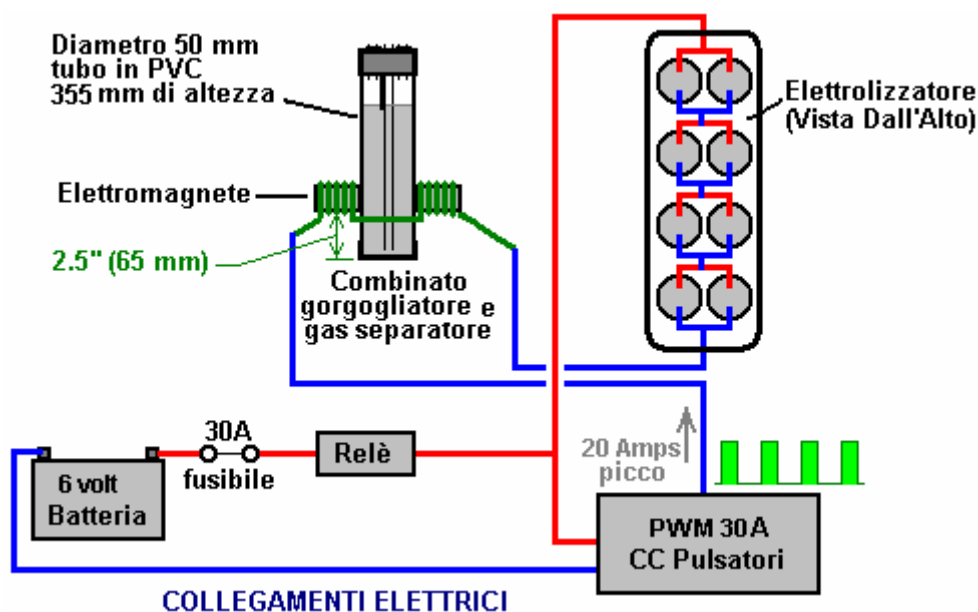 Diametro 50 mm
tubo in PVC
355 mm di altezza
Elettrolizzatore
(Vista Dall'Alto)
Elettromagnete
2.5" (65 mm)
Combinato
gorgogliatore e
gas separatore
30A
fusibile
Relè
20 Amps
picco
6 volt
Batteria
PWM 30A
CC Pulsatori
COLLEGAMENTI ELETTRICI